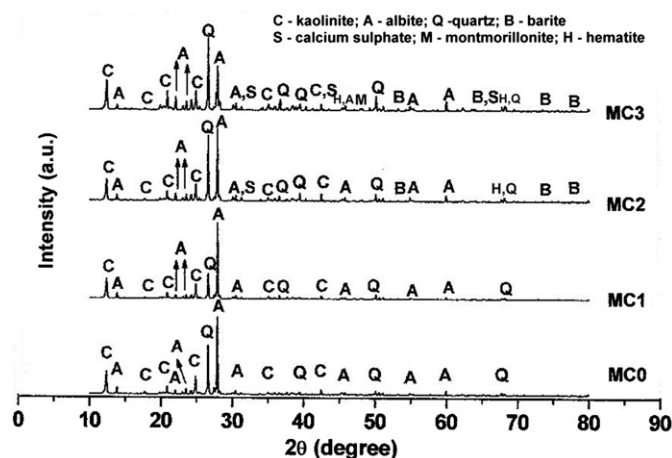 C - kaolinite; A - albite; Q -quartz; B - barite
S - calcium sulphate; M - montmorillonite; H - hematite
Q
A
A
C
A
C
C
C
A,S
C
Q
Q
C,S
H,A
M
Q
B
A
A
B,S
H,Q
B
B
MC3
Q
A
A
C
A
C
C
C
A,S
C
Q
A
C
A
Q
B
A
A
H,Q
B
B
MC2
A
A
C
A
C
C
C
Q
A
C
Q
C
A
Q
A
A
Q
MC1
A
A
Q
C
A
C
C
A
C
A
C
Q
C
A
Q
A
A
Q
MC0
Intensity (a.u.)
0 10 20 30 40 50 60 70 80 90
2θ (degree)